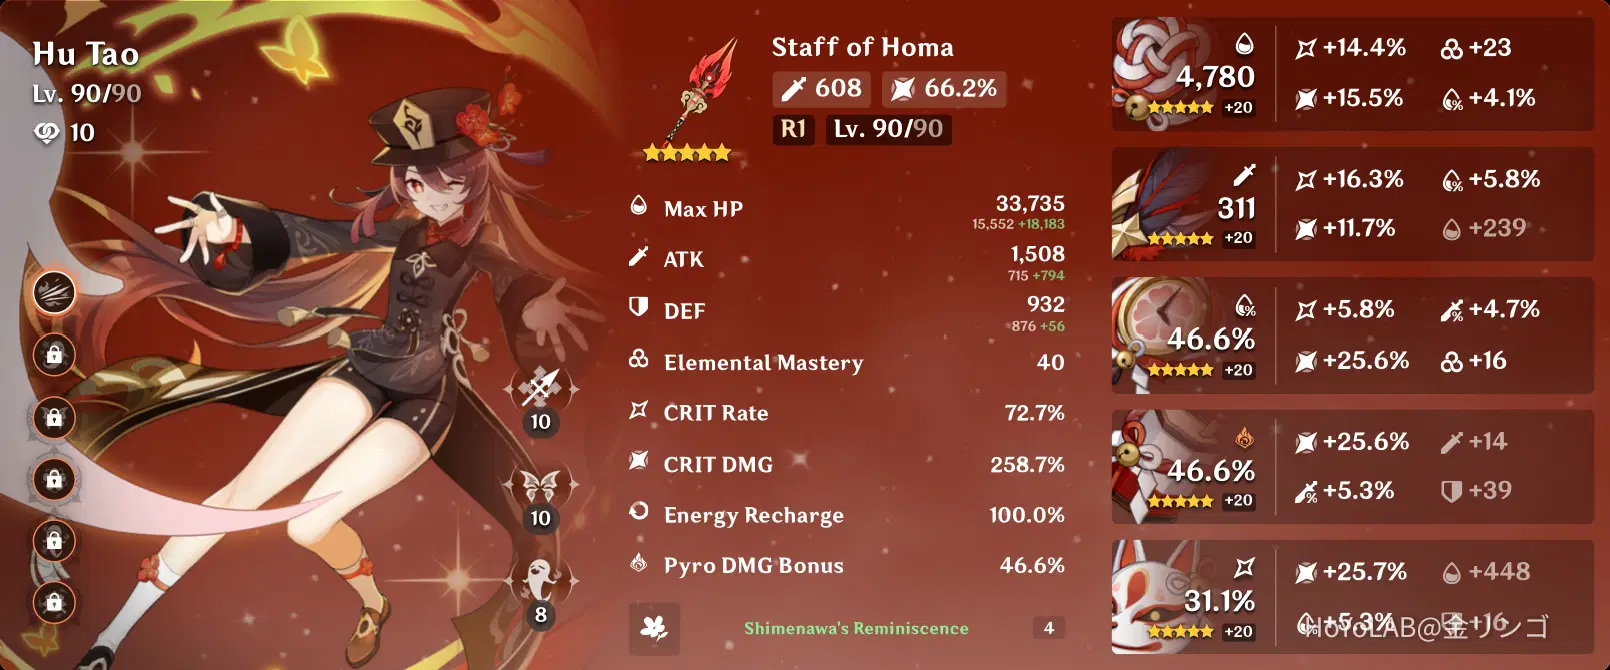 Hu Tao
Lv. 90/90
10
10
10
8
Staff of Homa
608 66.2%
R1 Lv. 90/90
Max HP 33,735
15,552 +18,183
ATK 1,508
715 +794
DEF 932
876 +56
Elemental Mastery 40
CRIT Rate 72.7%
CRIT DMG 258.7%
Energy Recharge 100.0%
Pyro DMG Bonus 46.6%
Shimenawa's Reminiscence 4
4,780
+20
+14.4% +23
+15.5% +4.1%
311
+20
+16.3% +5.8%
+11.7% +239
46.6%
+20
+5.8% +4.7%
+25.6% +16
46.6%
+20
+25.6% +14
+5.3% +39
31.1%
+20
+25.7% +448
+5.3% +16
HoYoLAB@金リンゴ